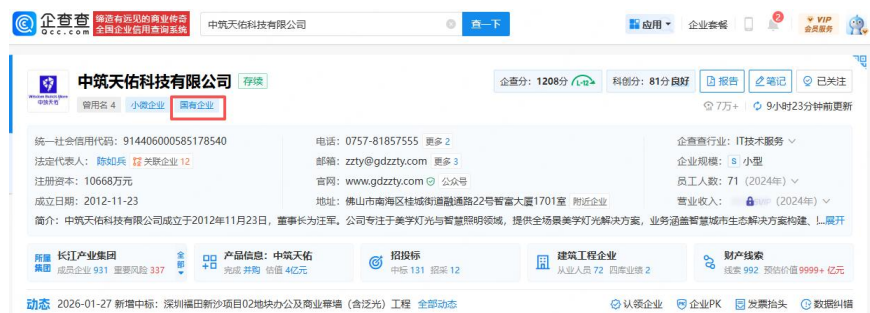 企查查 Qcc.com 缔造有远见的商业传奇 全国企业信用查询系统 中筑天佑科技有限公司 查一下 应用 企业套餐 2 VIP 会员服务
中筑天佑科技有限公司 存续 企查分：1208分 L-12 科创分：81分 良好 报告 笔记 已关注
中筑天佑 曾用名 4 小微企业 国有企业 7万+ 9小时23分钟前更新
统一社会信用代码：914406000585178540 电话：0757-81857555 更多 2 企查查行业：IT技术服务
法定代表人：陈如兵 关联企业 12 邮箱：zzty@gdzzty.com 更多 3 企业规模：S 小型
注册资本：10668万元 官网：www.gdzzty.com 公众号 员工人数：71 (2024年)
成立日期：2012-11-23 地址：佛山市南海区桂城街道融通路22号智富大厦1701室 附近企业 营业收入： (2024年)
简介：中筑天佑科技有限公司成立于2012年11月23日，董事长为汪军。公司专注于美学灯光与智慧照明领域，提供全场景美学灯光解决方案，业务涵盖智慧城市生态解决方案构建、!...展开
所属集团 长江产业集团 全部 产品信息：中筑天佑 招投标 建筑工程企业 财产线索
成员企业 931 重要风险 337 完成 并购 估值 4亿元 中标 131 招采 12 从业人员 72 四库业绩 2 线索 992 预估价值 9999+ 亿元
动态 2026-01-27 新增中标：深圳福田新沙项目02地块办公及商业幕墙（含泛光）工程 全部动态 认领企业 企业PK 发票抬头 数据纠错